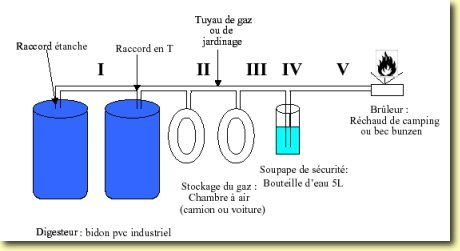 Tuyau de gaz
ou de
jardinage
Raccord étanche
Raccord en T
I
II
III
IV
V
Brûleur :
Réchaud de camping
ou bec bunzen
Soupape de sécurité:
Bouteille d'eau 5L
Stockage du gaz :
Chambre à air
(camion ou voiture)
Digesteur : bidon pvc industriel